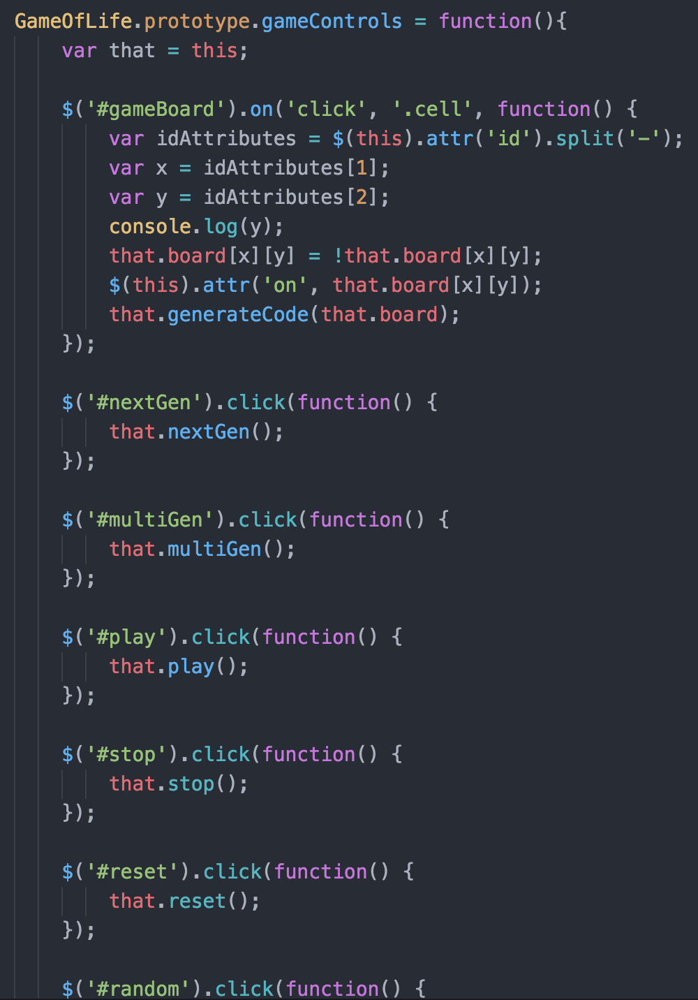 GameOfLife.prototype.gameControls = function(){
    var that = this;

    $('#gameBoard').on('click', '.cell', function() {
        var idAttributes = $(this).attr('id').split('-');
        var x = idAttributes[1];
        var y = idAttributes[2];
        console.log(y);
        that.board[x][y] = !that.board[x][y];
        $(this).attr('on', that.board[x][y]);
        that.generateCode(that.board);
    });

    $('#nextGen').click(function() {
        that.nextGen();
    });

    $('#multiGen').click(function() {
        that.multiGen();
    });

    $('#play').click(function() {
        that.play();
    });

    $('#stop').click(function() {
        that.stop();
    });

    $('#reset').click(function() {
        that.reset();
    });

    $('#random').click(function() {